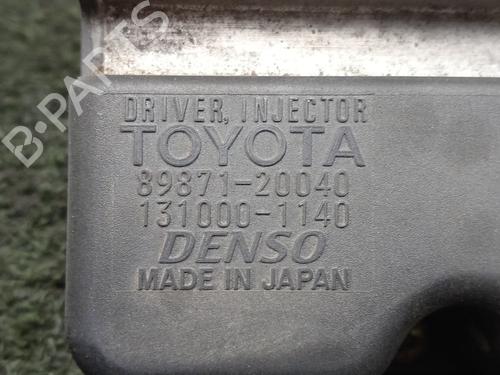 B-PARTS
DRIVER, INJECTOR
TOYOTA
89871-20040
131000-1140
DENSO
MADE IN JAPAN